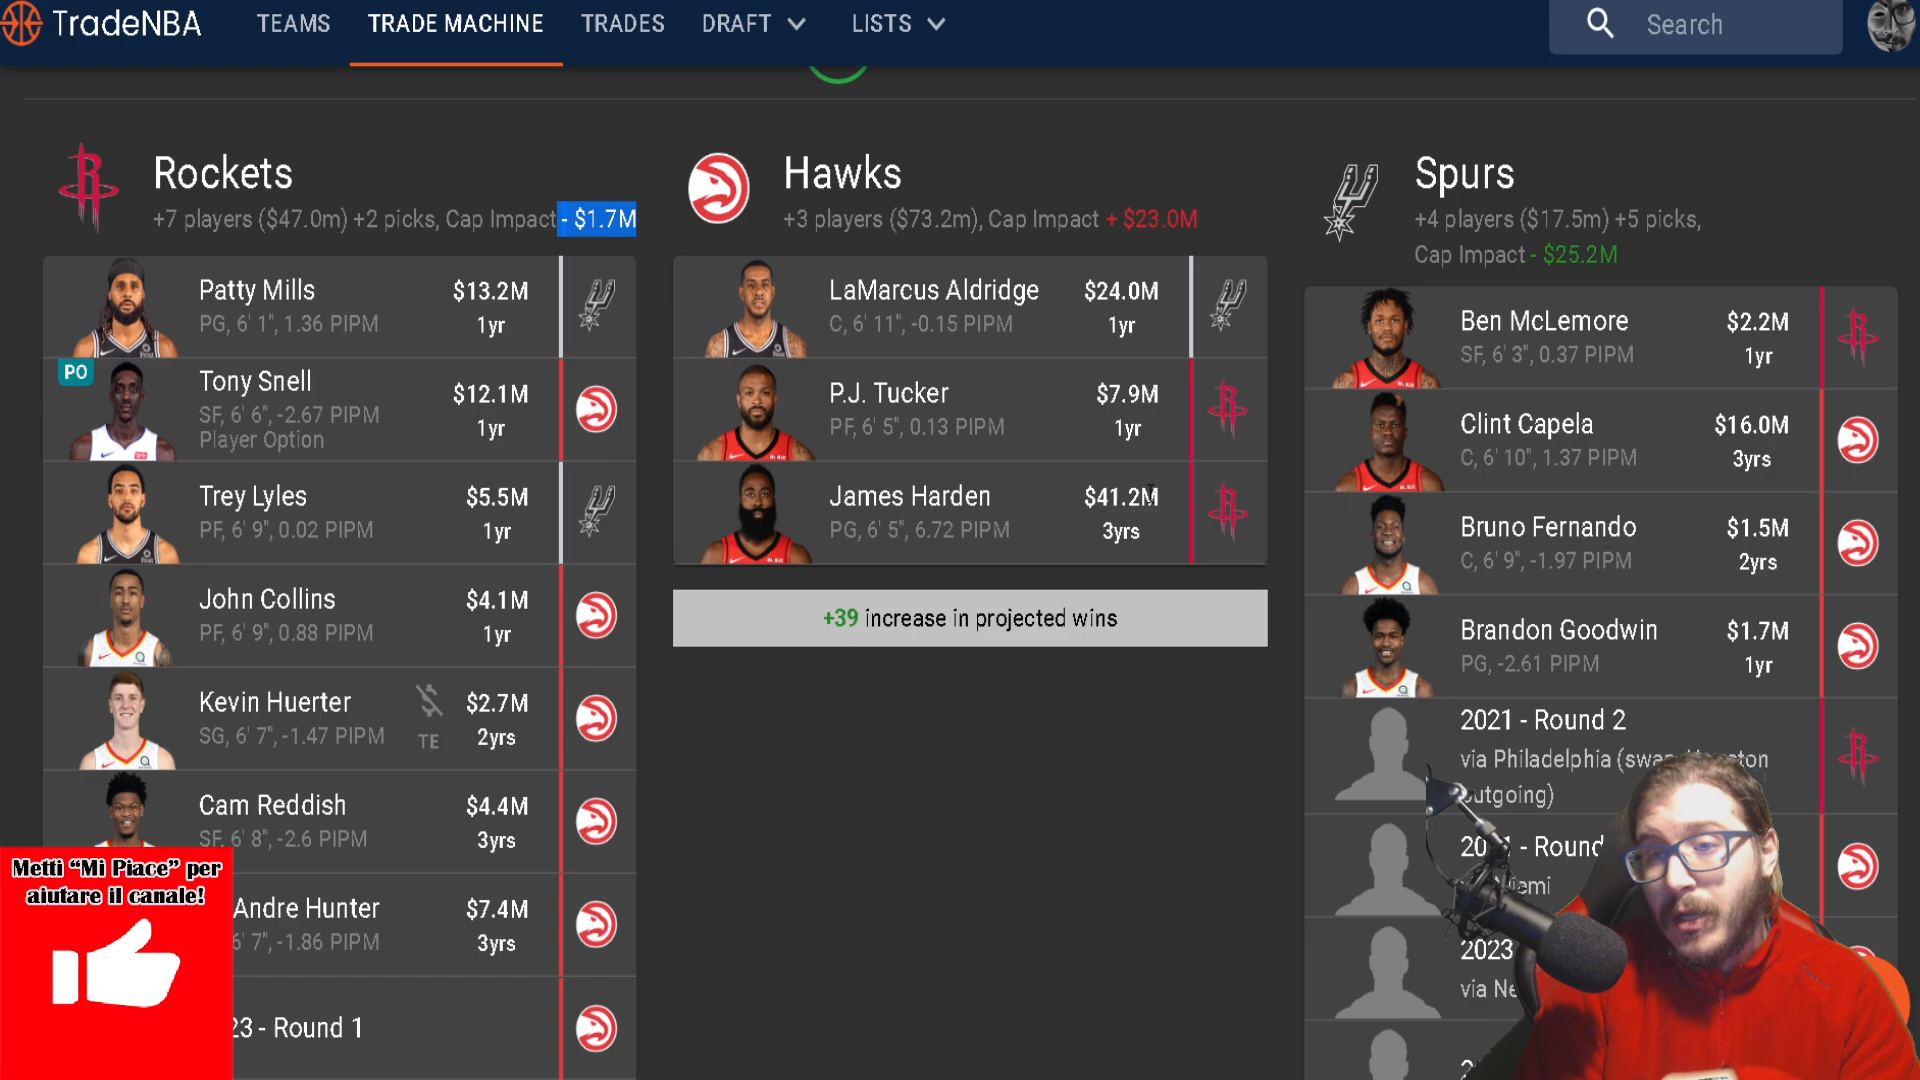 TradeNBA
TEAMS
TRADE MACHINE
TRADES
DRAFT
LISTS
Search
Rockets
+7 players ($47.0m) +2 picks, Cap Impact - $1.7M
Patty Mills
$13.2M
PG, 6' 1", 1.36 PIPM
1yr
PO
Tony Snell
$12.1M
SF, 6' 6", -2.67 PIPM
1yr
Player Option
Trey Lyles
$5.5M
PF, 6' 9", 0.02 PIPM
1yr
John Collins
$4.1M
PF, 6' 9", 0.88 PIPM
1yr
Kevin Huerter
$2.7M
SG, 6' 7", -1.47 PIPM
TE
2yrs
Cam Reddish
$4.4M
SF, 6' 8", -2.6 PIPM
3yrs
Andre Hunter
$7.4M
6' 7", -1.86 PIPM
3yrs
23 - Round 1
Metti “Mi Piace” per
aiutare il canale!
Hawks
+3 players ($73.2m), Cap Impact + $23.0M
LaMarcus Aldridge
$24.0M
C, 6' 11", -0.15 PIPM
1yr
P.J. Tucker
$7.9M
PF, 6' 5", 0.13 PIPM
1yr
James Harden
$41.2M
PG, 6' 5", 6.72 PIPM
3yrs
+39 increase in projected wins
Spurs
+4 players ($17.5m) +5 picks,
Cap Impact - $25.2M
Ben McLemore
$2.2M
SF, 6' 3", 0.37 PIPM
1yr
Clint Capela
$16.0M
C, 6' 10", 1.37 PIPM
3yrs
Bruno Fernando
$1.5M
C, 6' 9", -1.97 PIPM
2yrs
Brandon Goodwin
$1.7M
PG, -2.61 PIPM
1yr
2021 - Round 2
via Philadelphia
outgoing)
- Round
2023
via